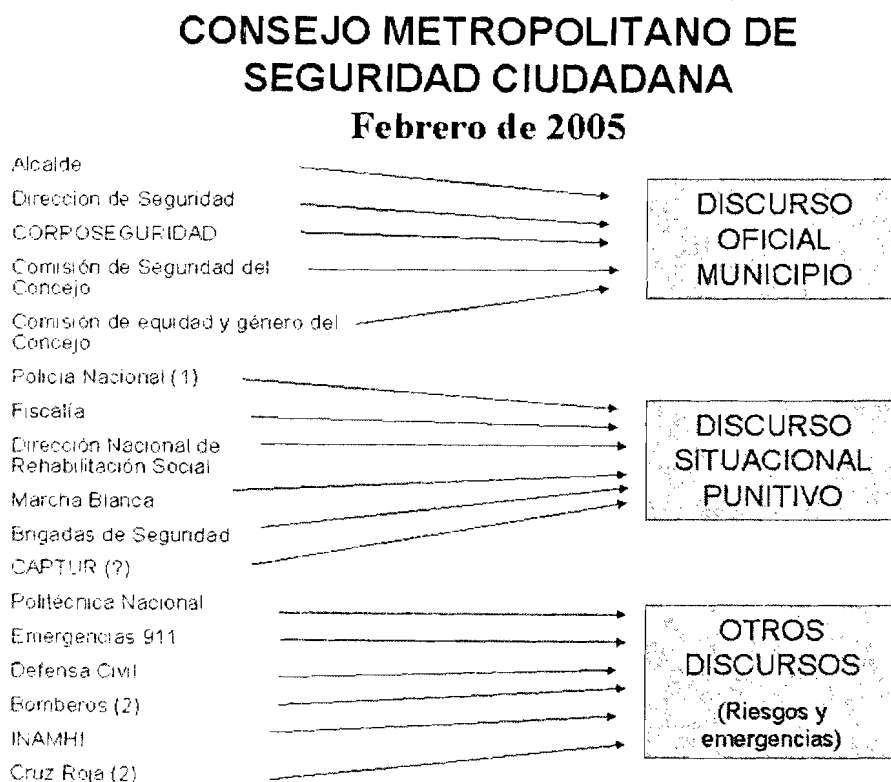 CONSEJO METROPOLITANO DE
SEGURIDAD CIUDADANA
Febrero de 2005
Alcalde
Dirección de Seguridad
CORPOSEGURIDAD
Comisión de Seguridad del
Concejo
Comisión de equidad y género del
Concejo
Policia Nacional (1)
Fiscalía
Dirección Nacional de
Rehabilitación Social
Marcha Blanca
Brigadas de Seguridad
CAPTUR (?)
Politécnica Nacional
Emergencias 911
Defensa Civil
Bomberos (2)
INAMHI
Cruz Roja (2)
DISCURSO
OFICIAL
MUNICIPIO
DISCURSO
SITUACIONAL
PUNITIVO
OTROS
DISCURSOS
(Riesgos y
emergencias)